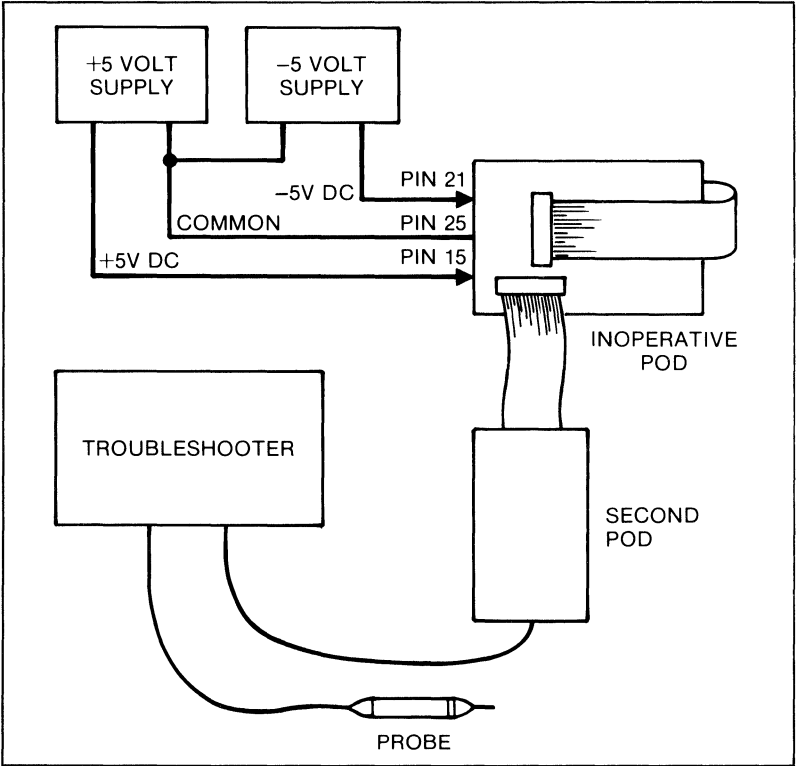 +5 VOLT
SUPPLY
–5 VOLT
SUPPLY
–5V DC
PIN 21
COMMON
PIN 25
+5V DC
PIN 15
INOPERATIVE
POD
TROUBLESHOOTER
SECOND
POD
PROBE